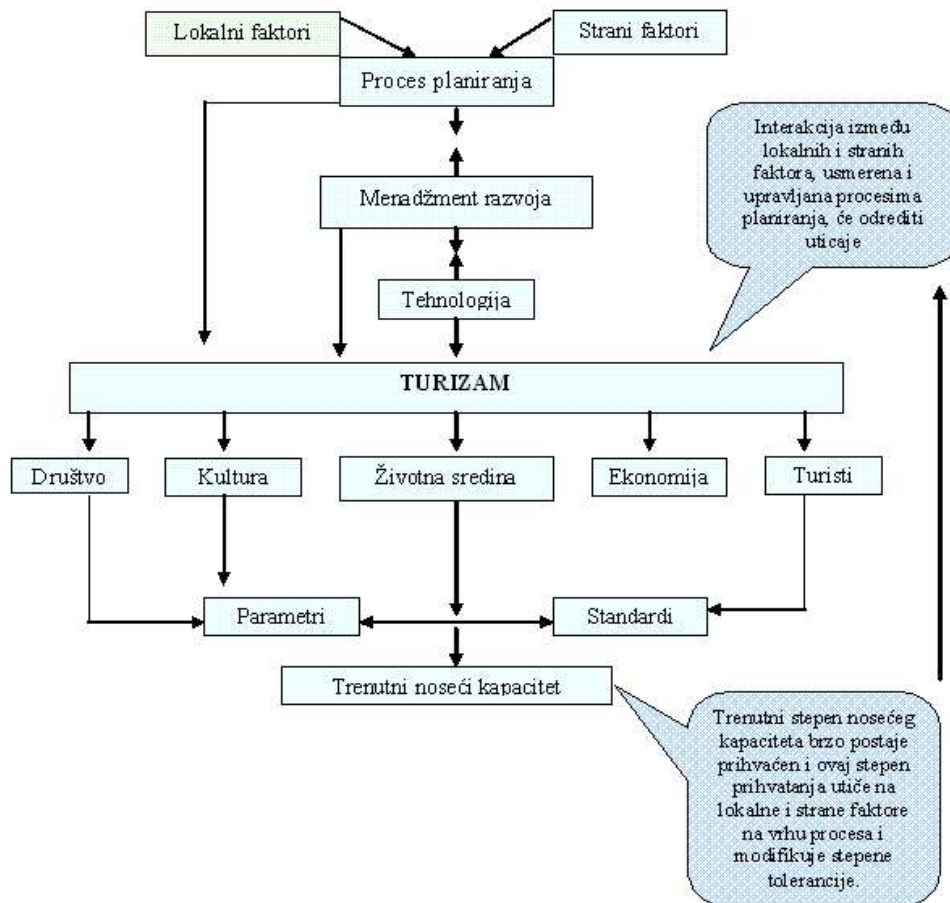 Lokalni faktori
Strani faktori
Proces planiranja
Interakcija između
lokalnih i stranih
faktora, usmerena i
upravljana procesima
planiranja, će odrediti
uticaje
Menadžment razvoja
Tehnologija
TURIZAM
Društvo
Kultura
Životna sredina
Ekonomija
Turisti
Parametri
Standardi
Trenutni noseći kapacitet
Trenutni stepen nosećeg
kapaciteta brzo postaje
prihvaćen i ovaj stepen
prihvatanja utiče na
lokalne i strane faktore
na vrhu procesa i
modifikuje stepene
tolerancije.